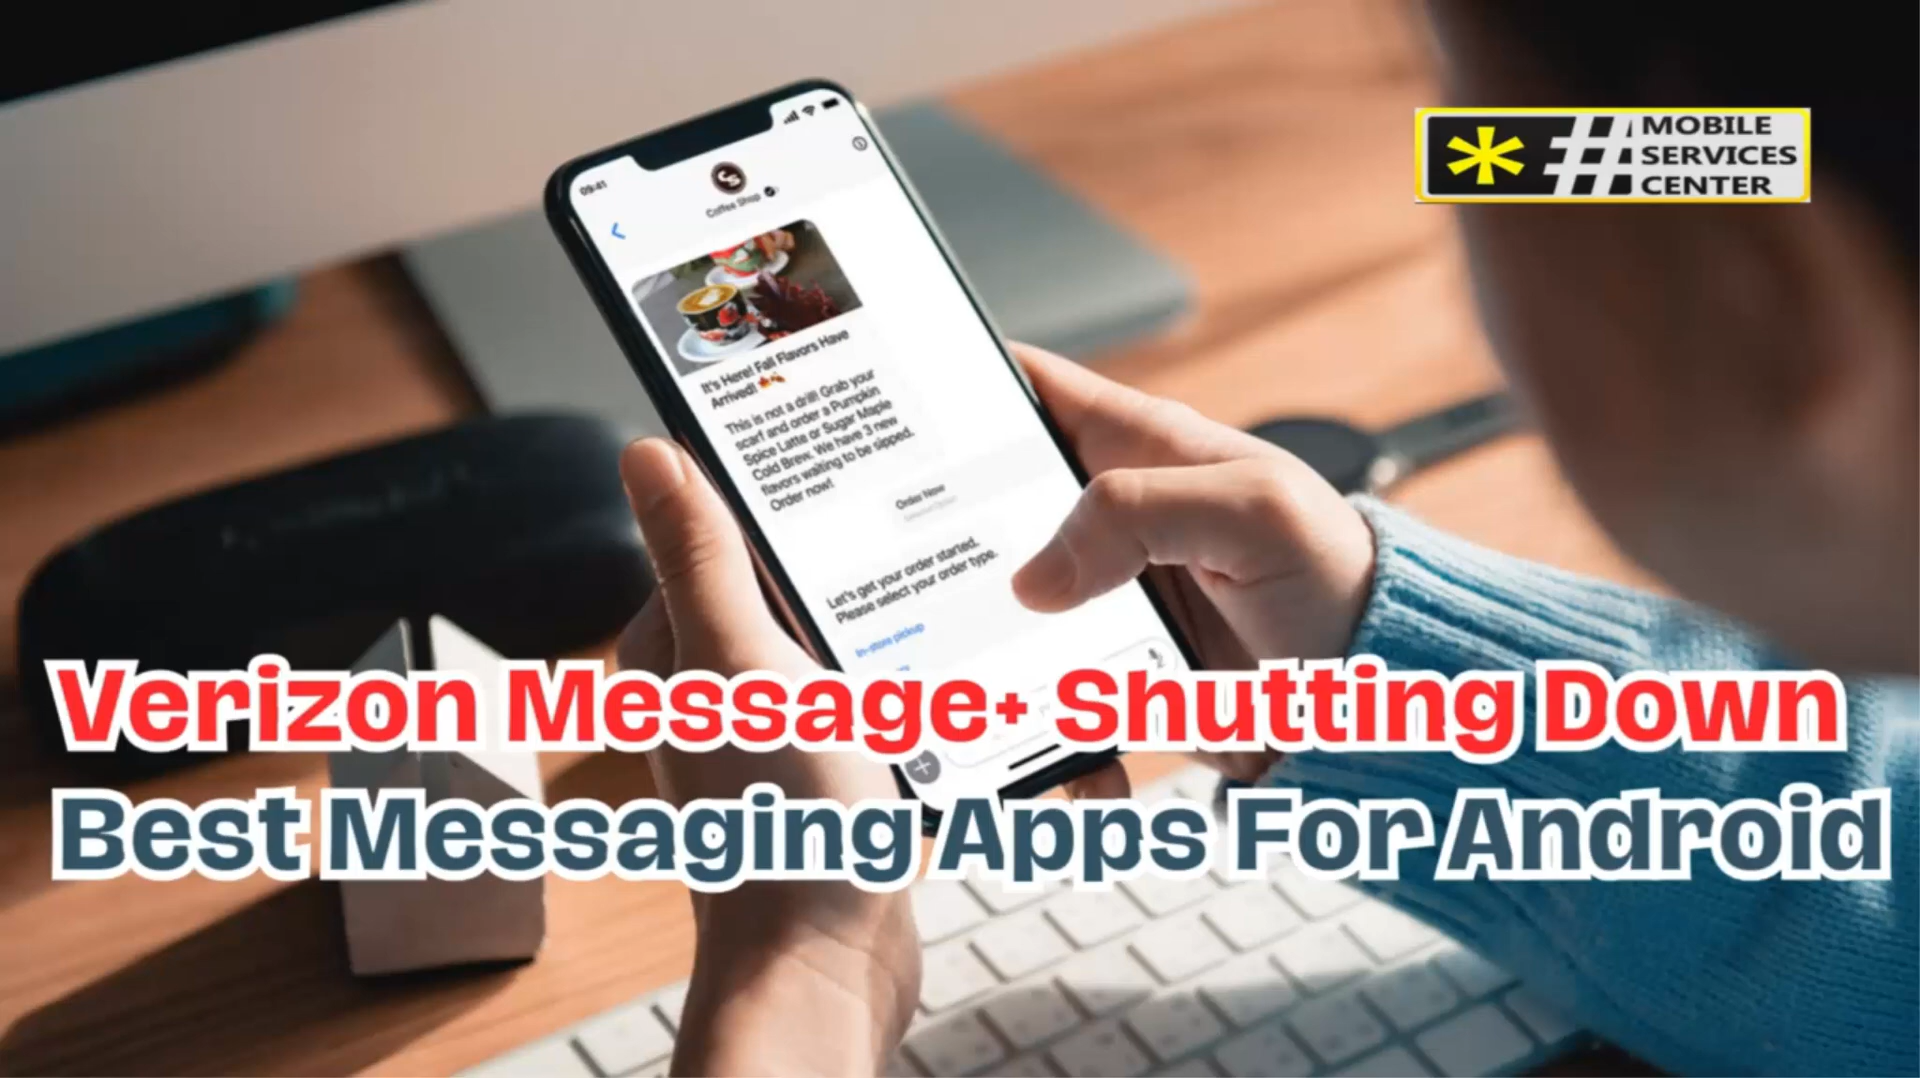 MOBILE
SERVICES
CENTER
09:41
CS
Coffee Shop
It's Here! Fall Flavors Have
Arrived! 🍁🍂
This is not a drill! Grab your
scarf and order a Pumpkin
Spice Latte or Sugar Maple
Cold Brew. We have 3 new
flavors waiting to be sipped.
Order now!
Order Now
Let's get your order started.
Please select your order type.
In-store pickup
Verizon Message+ Shutting Down
Best Messaging Apps For Android